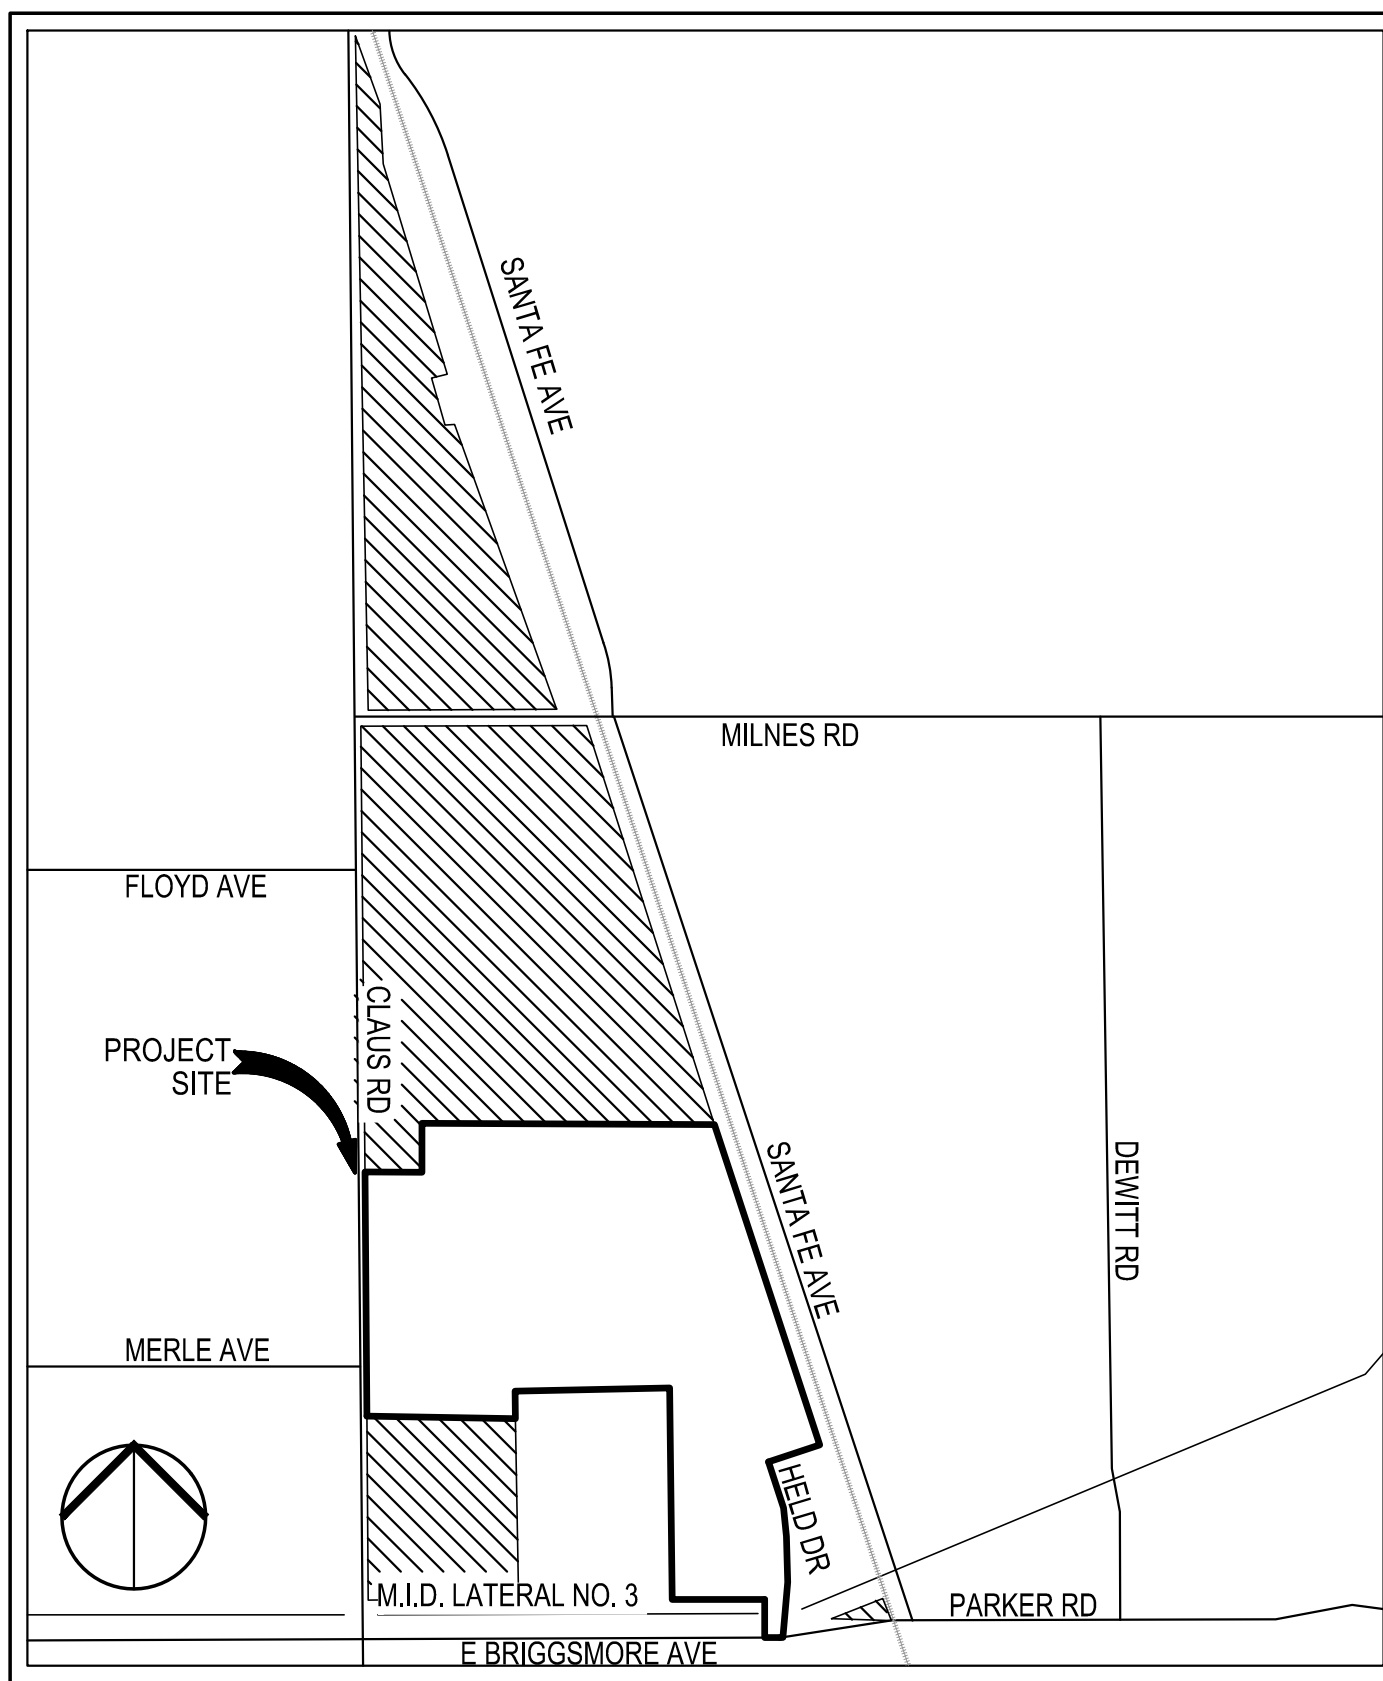 SANTA FE AVE
MILNES RD
FLOYD AVE
CLAUS RD
PROJECT
SITE
SANTA FE AVE
DEWITT RD
MERLE AVE
HELD DR
M.I.D. LATERAL NO. 3
PARKER RD
E BRIGGSMORE AVE